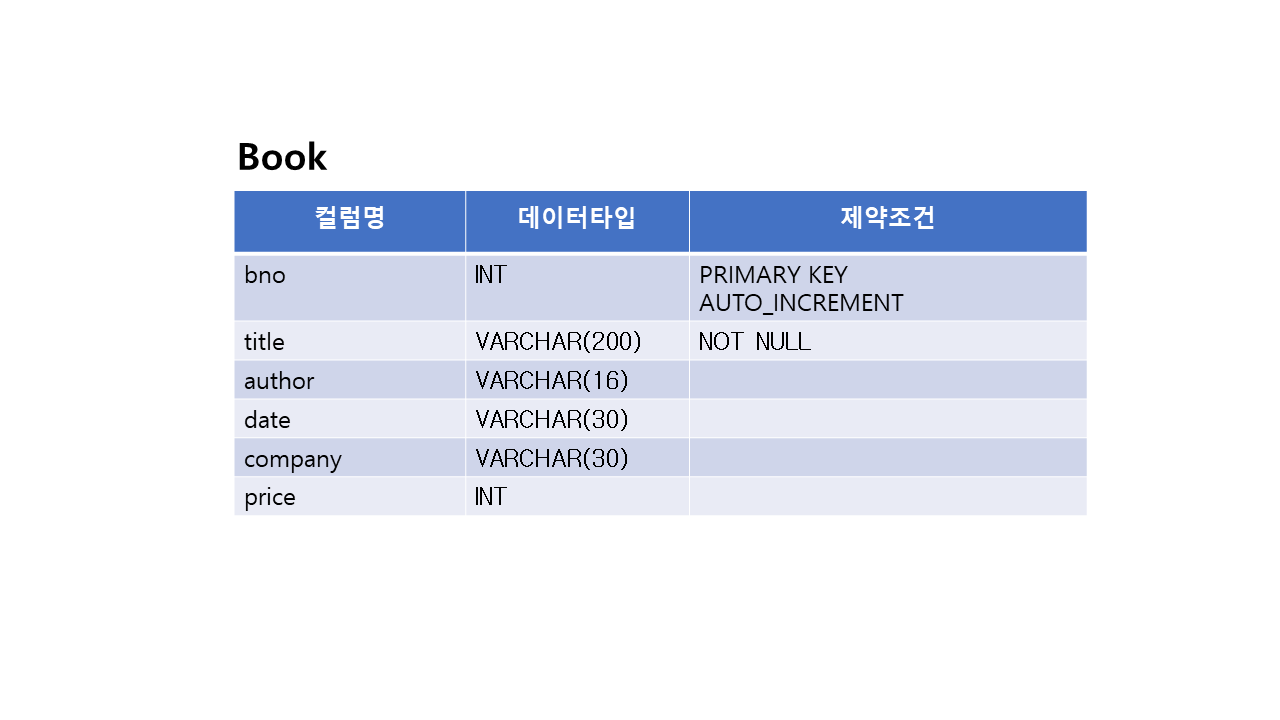 Book
컬럼명 데이터타입 제약조건
bno INT PRIMARY KEY
AUTO_INCREMENT
title VARCHAR(200) NOT NULL
author VARCHAR(16)
date VARCHAR(30)
company VARCHAR(30)
price INT